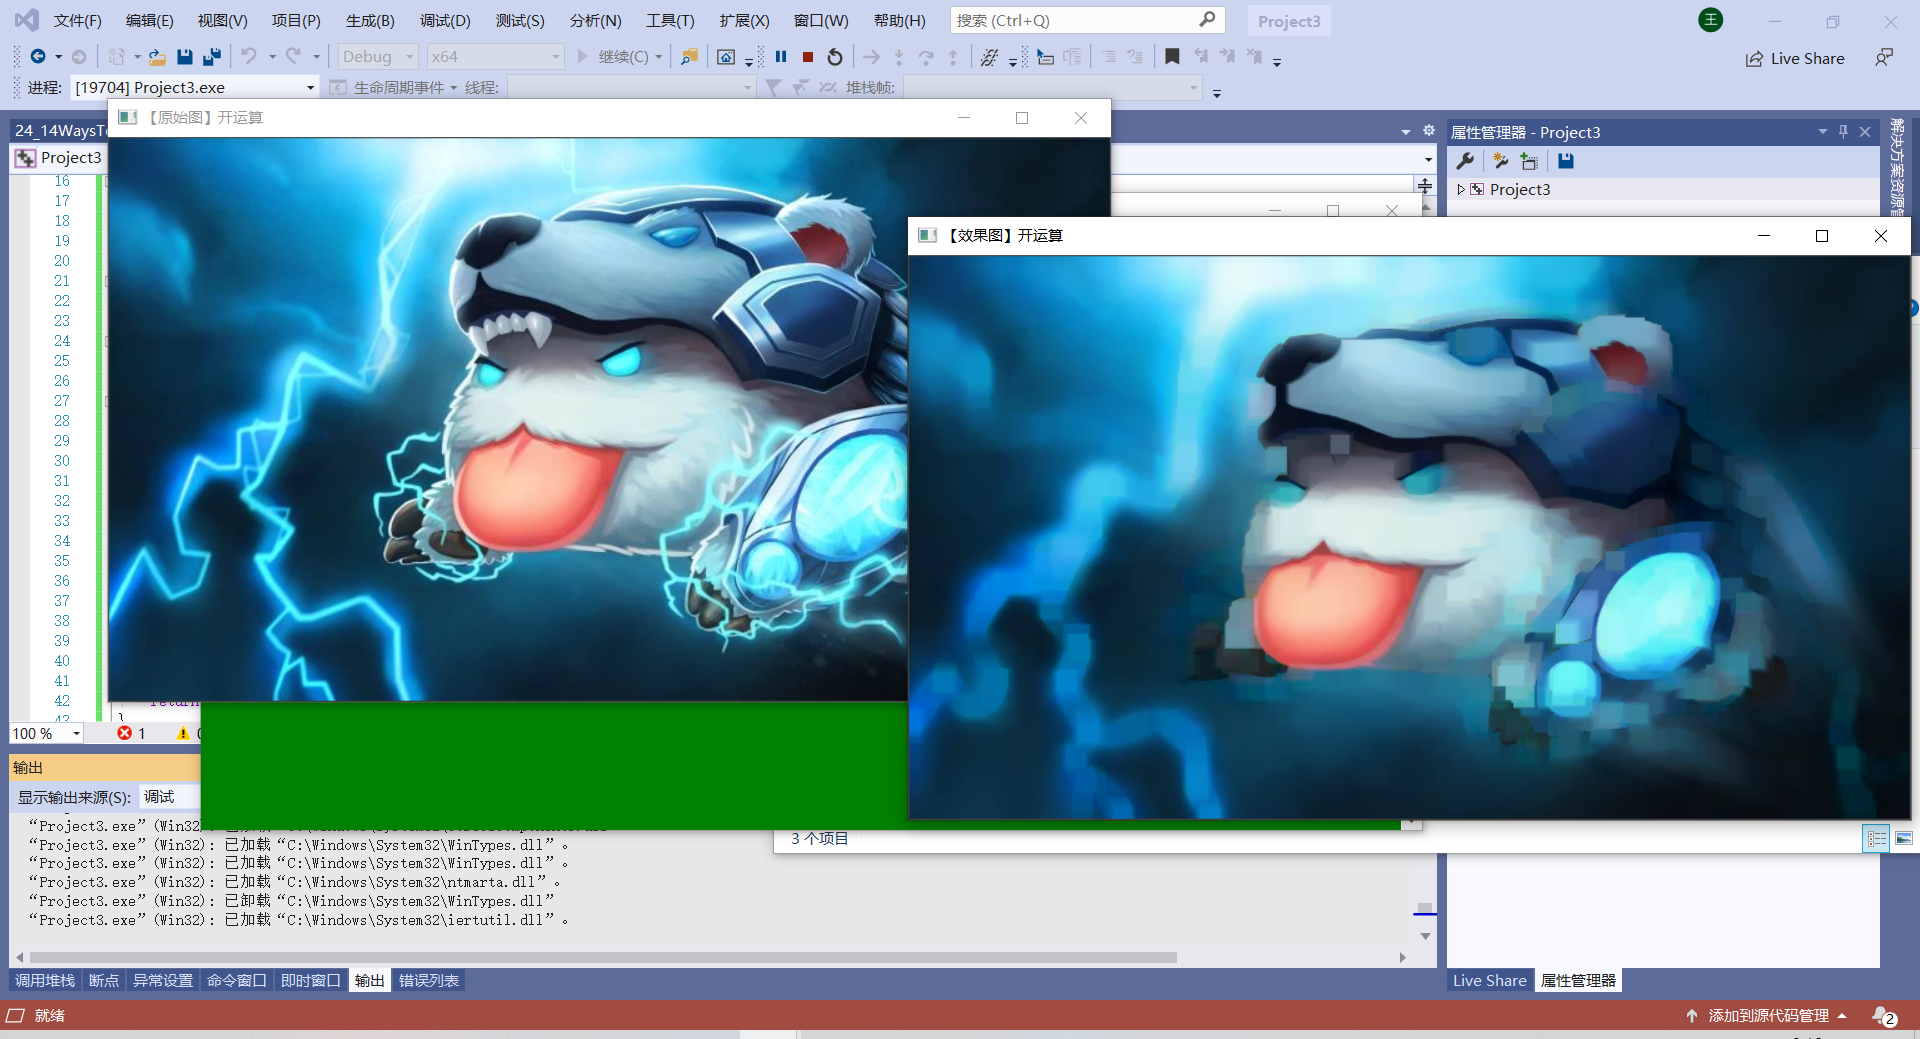 文件(F) 编辑(E) 视图(V) 项目(P) 生成(B) 调试(D) 测试(S) 分析(N) 工具(T) 扩展(X) 窗口(W) 帮助(H) 搜索 (Ctrl+Q) Project3 王
Debug x64 继续(C) Live Share
进程: [19704] Project3.exe 生命周期事件 线程: 堆栈帧:
【原始图】开运算
24_14WaysT
属性管理器 - Project3
解决方案资源管
Project3
Project3
【效果图】开运算
16
17
18
19
20
21
22
23
24
25
26
27
28
29
30
31
32
33
34
35
36
37
38
39
40
41
42
return
}
100 % 1
输出
显示输出来源(S): 调试
3 个项目
“Project3.exe” (Win32): 已加载 “C:\Windows\System32\WinTypes.dll”。
“Project3.exe” (Win32): 已加载 “C:\Windows\System32\WinTypes.dll”。
“Project3.exe” (Win32): 已加载 “C:\Windows\System32\ntmarta.dll”。
“Project3.exe” (Win32): 已卸载 “C:\Windows\System32\WinTypes.dll”
“Project3.exe” (Win32): 已加载 “C:\Windows\System32\iertutil.dll”。
调用堆栈 断点 异常设置 命令窗口 即时窗口 输出 错误列表
Live Share 属性管理器
就绪 添加到源代码管理 2